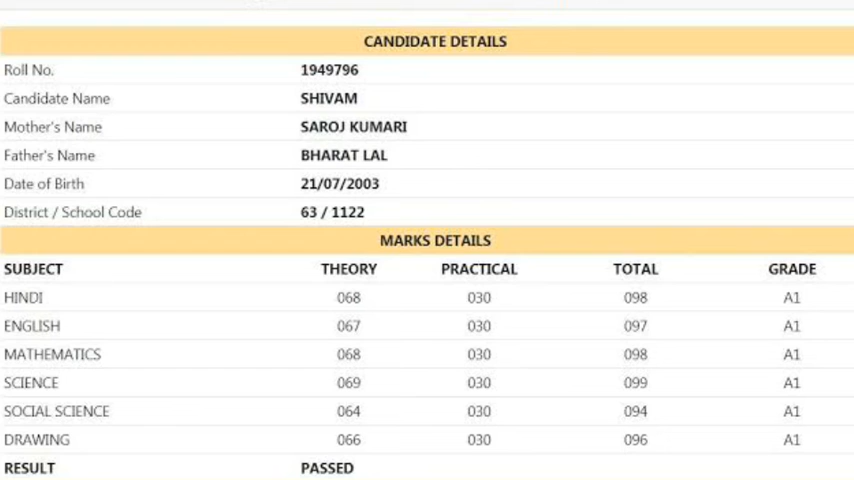 CANDIDATE DETAILS
Roll No. 1949796
Candidate Name SHIVAM
Mother's Name SAROJ KUMARI
Father's Name BHARAT LAL
Date of Birth 21/07/2003
District / School Code 63 / 1122
MARKS DETAILS
SUBJECT THEORY PRACTICAL TOTAL GRADE
HINDI 068 030 098 A1
ENGLISH 067 030 097 A1
MATHEMATICS 068 030 098 A1
SCIENCE 069 030 099 A1
SOCIAL SCIENCE 064 030 094 A1
DRAWING 066 030 096 A1
RESULT PASSED